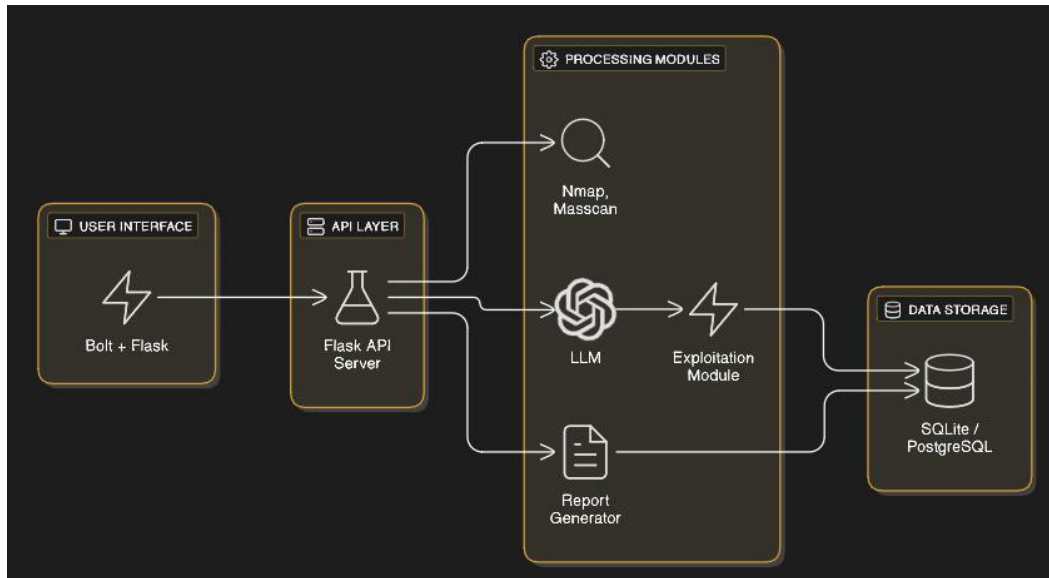 PROCESSING MODULES
Nmap,
Masscan
USER INTERFACE
API LAYER
Bolt + Flask
Flask API
Server
LLM
Exploitation
Module
DATA STORAGE
SQLite /
PostgreSQL
Report
Generator